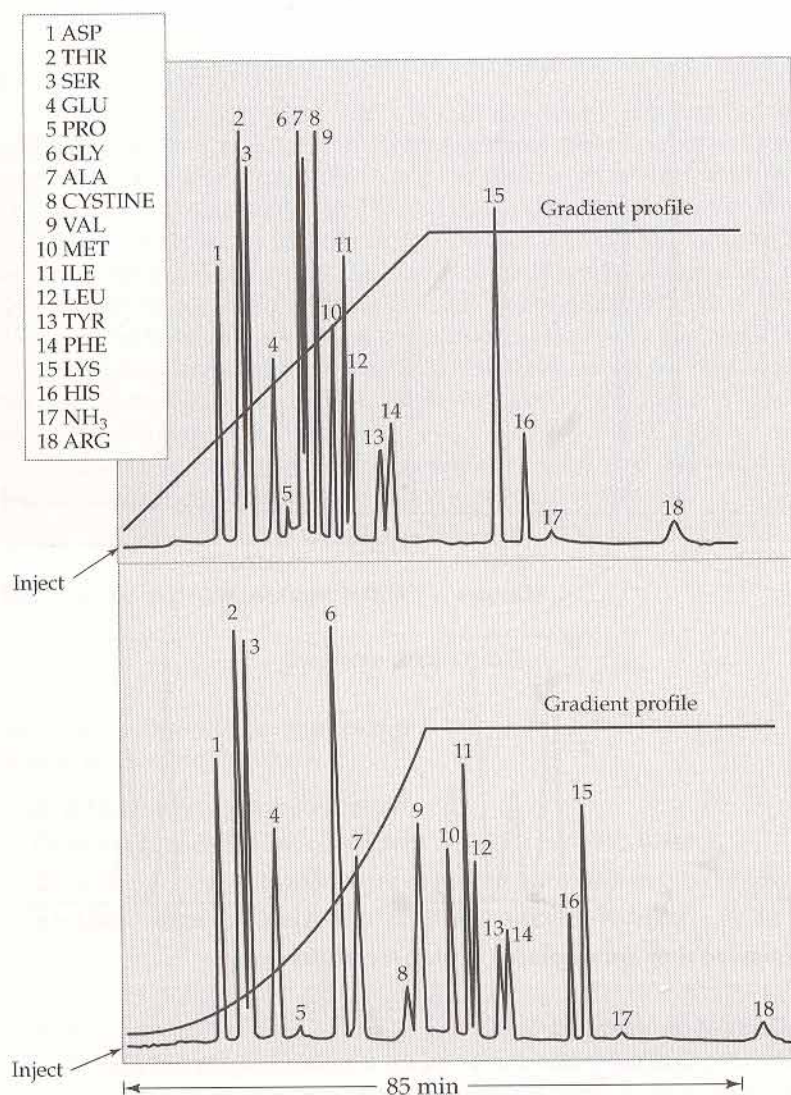 1 ASP
2 THR
3 SER
4 GLU
5 PRO
6 GLY
7 ALA
8 CYSTINE
9 VAL
10 MET
11 ILE
12 LEU
13 TYR
14 PHE
15 LYS
16 HIS
17 NH₃
18 ARG
2
6 7 8
9
3
15
Gradient profile
1
11
10
4
12
14
13
16
5
17
18
Inject
2
6
3
Gradient profile
1
11
15
4
9
10
12
7
16
13 14
8
5
17
18
Inject
85 min